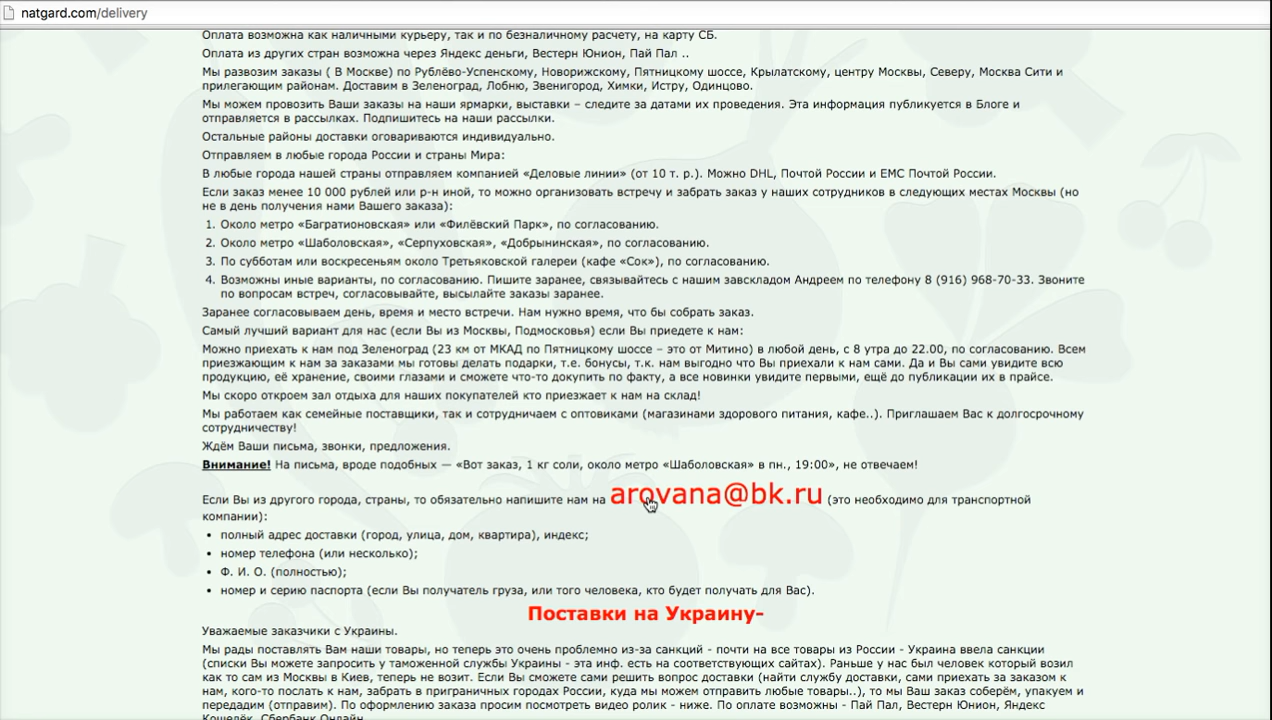 natgard.com/delivery
Оплата возможна как наличными курьеру, так и по безналичному расчету, на карту СБ.
Оплата из других стран возможна через Яндекс деньги, Вестерн Юнион, Пай Пал ..
Мы развозим заказы ( В Москве) по Рублёво-Успенскому, Новорижскому, Пятницкому шоссе, Крылатскому, центру Москвы, Северу, Москва Сити и
прилегающим районам. Доставим в Зеленоград, Лобню, Звенигород, Химки, Истру, Одинцово.
Мы можем провозить Ваши заказы на наши ярмарки, выставки – следите за датами их проведения. Эта информация публикуется в Блоге и
отправляется в рассылках. Подпишитесь на наши рассылки.
Остальные районы доставки оговариваются индивидуально.
Отправляем в любые города России и страны Мира:
В любые города нашей страны отправляем компанией «Деловые линии» (от 10 т. р.). Можно DHL, Почтой России и EMC Почтой России.
Если заказ менее 10 000 рублей или р-н иной, то можно организовать встречу и забрать заказ у наших сотрудников в следующих местах Москвы (но
не в день получения нами Вашего заказа):
1. Около метро «Багратионовская» или «Филёвский Парк», по согласованию.
2. Около метро «Шаболовская», «Серпуховская», «Добрынинская», по согласованию.
3. По субботам или воскресеньям около Третьяковской галереи (кафе «Сок»), по согласованию.
4. Возможны иные варианты, по согласованию. Пишите заранее, связывайтесь с нашим завскладом Андреем по телефону 8 (916) 968-70-33. Звоните
по вопросам встреч, согласовывайте, высылайте заказы заранее.
Заранее согласовываем день, время и место встречи. Нам нужно время, что бы собрать заказ.
Самый лучший вариант для нас (если Вы из Москвы, Подмосковья) если Вы приедете к нам:
Можно приехать к нам под Зеленоград (23 км от МКАД по Пятницкому шоссе – это от Митино) в любой день, с 8 утра до 22.00, по согласованию. Всем
приезжающим к нам за заказами мы готовы делать подарки, т.е. бонусы, т.к. нам выгодно что Вы приехали к нам сами. Да и Вы сами увидите всю
продукцию, её хранение, своими глазами и сможете что-то докупить по факту, а все новинки увидите первыми, ещё до публикации их в прайсе.
Мы скоро откроем зал отдыха для наших покупателей кто приезжает к нам на склад!
Мы работаем как семейные поставщики, так и сотрудничаем с оптовиками (магазинами здорового питания, кафе..). Приглашаем Вас к долгосрочному
сотрудничеству!
Ждём Ваши письма, звонки, предложения.
Внимание! На письма, вроде подобных — «Вот заказ, 1 кг соли, около метро «Шаболовская» в пн., 19:00», не отвечаем!
Если Вы из другого города, страны, то обязательно напишите нам на arovana@bk.ru (это необходимо для транспортной
компании):
• полный адрес доставки (город, улица, дом, квартира), индекс;
• номер телефона (или несколько);
• Ф. И. О. (полностью);
• номер и серию паспорта (если Вы получатель груза, или того человека, кто будет получать для Вас).
Поставки на Украину-
Уважаемые заказчики с Украины.
Мы рады поставлять Вам наши товары, но теперь это очень проблемно из-за санкций - почти на все товары из России - Украина ввела санкции
(списки Вы можете запросить у таможенной службы Украины - эта инф. есть на соответствующих сайтах). Раньше у нас был человек который возил
как то сам из Москвы в Киев, теперь не возит. Если Вы сможете сами решить вопрос доставки (найти службу доставки, сами приехать за заказом к
нам, кого-то послать к нам, забрать в приграничных городах России, куда мы можем отправить любые товары..), то мы Ваш заказ соберём, упакуем и
передадим (отправим). По оформлению заказа просим посмотреть видео ролик - ниже. По оплате возможны - Пай Пал, Вестерн Юнион, Яндекс
Кошелёк, Сбербанк Онлайн.